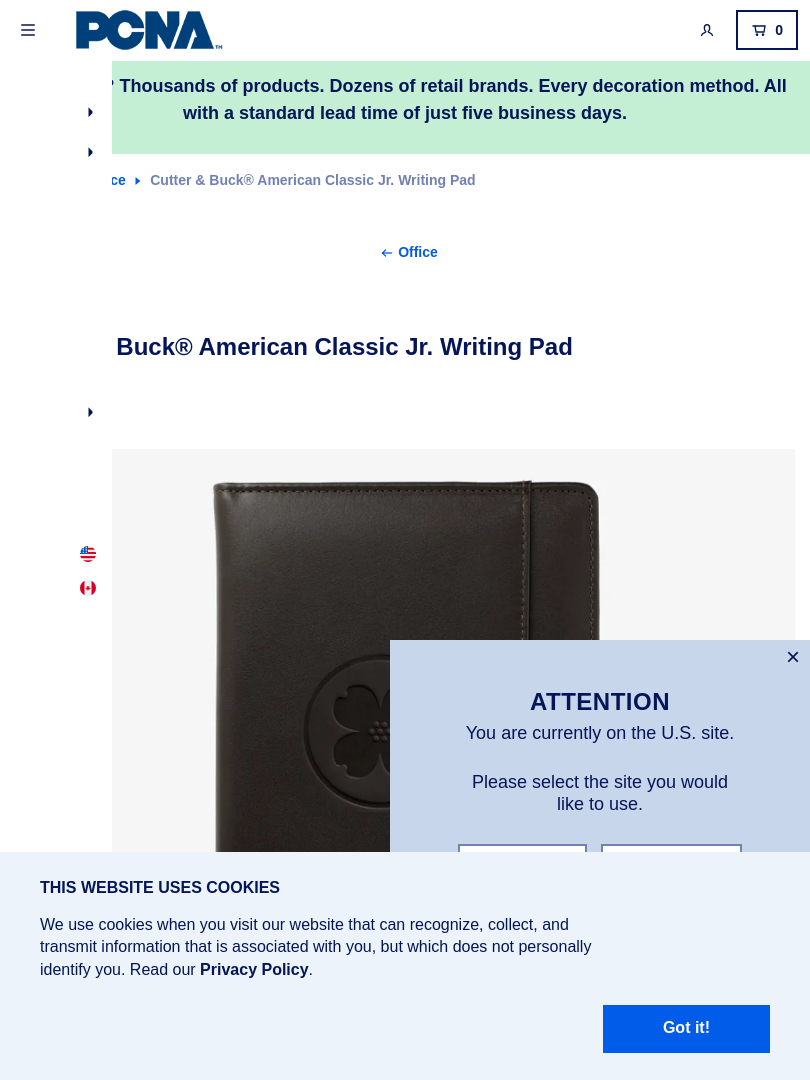 PCNA™
0
? Thousands of products. Dozens of retail brands. Every decoration method. All
with a standard lead time of just five business days.
ce Cutter & Buck® American Classic Jr. Writing Pad
Office
Buck® American Classic Jr. Writing Pad
ATTENTION
You are currently on the U.S. site.
Please select the site you would
like to use.
THIS WEBSITE USES COOKIES
We use cookies when you visit our website that can recognize, collect, and
transmit information that is associated with you, but which does not personally
identify you. Read our Privacy Policy.
Got it!